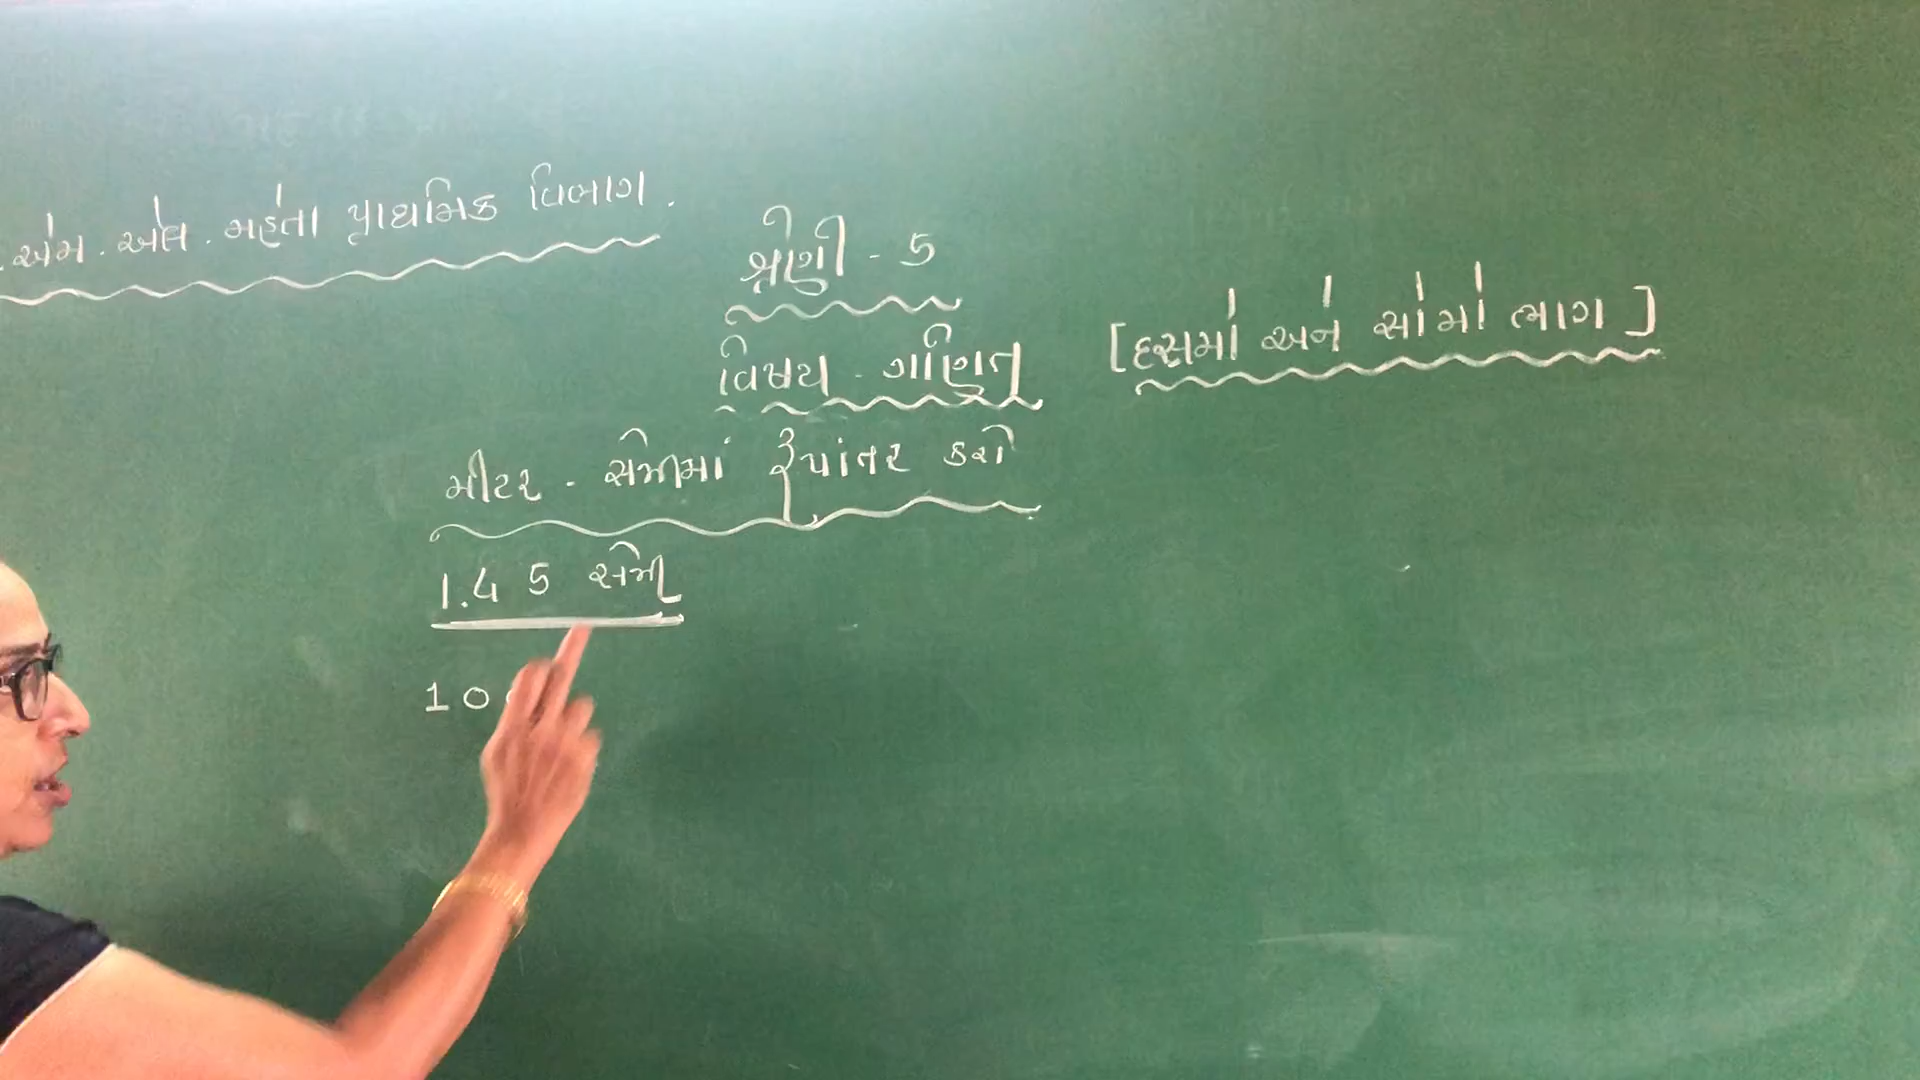 .એમ.એલ.મહેતા પ્રાથમિક વિભાગ.
શ્રેણી - 5
વિષય - ગણિત
[દસમાં અને સોમાં ભાગ]
મીટર - સેમીમાં રૂપાંતર કરો
1.45 સેમી
10